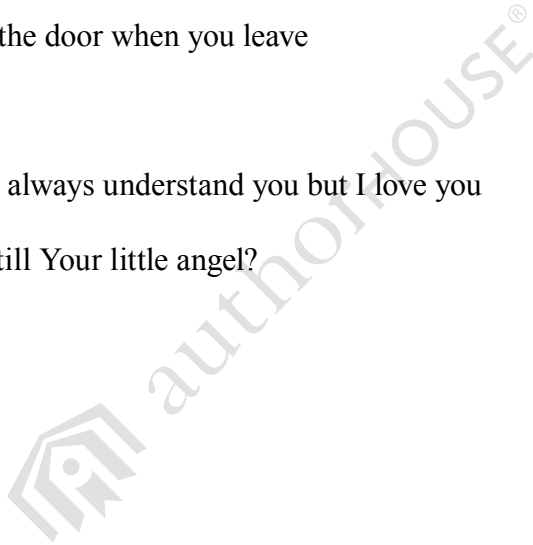 the door when you leave
always understand you but I love you
till Your little angel?
authorHOUSE®